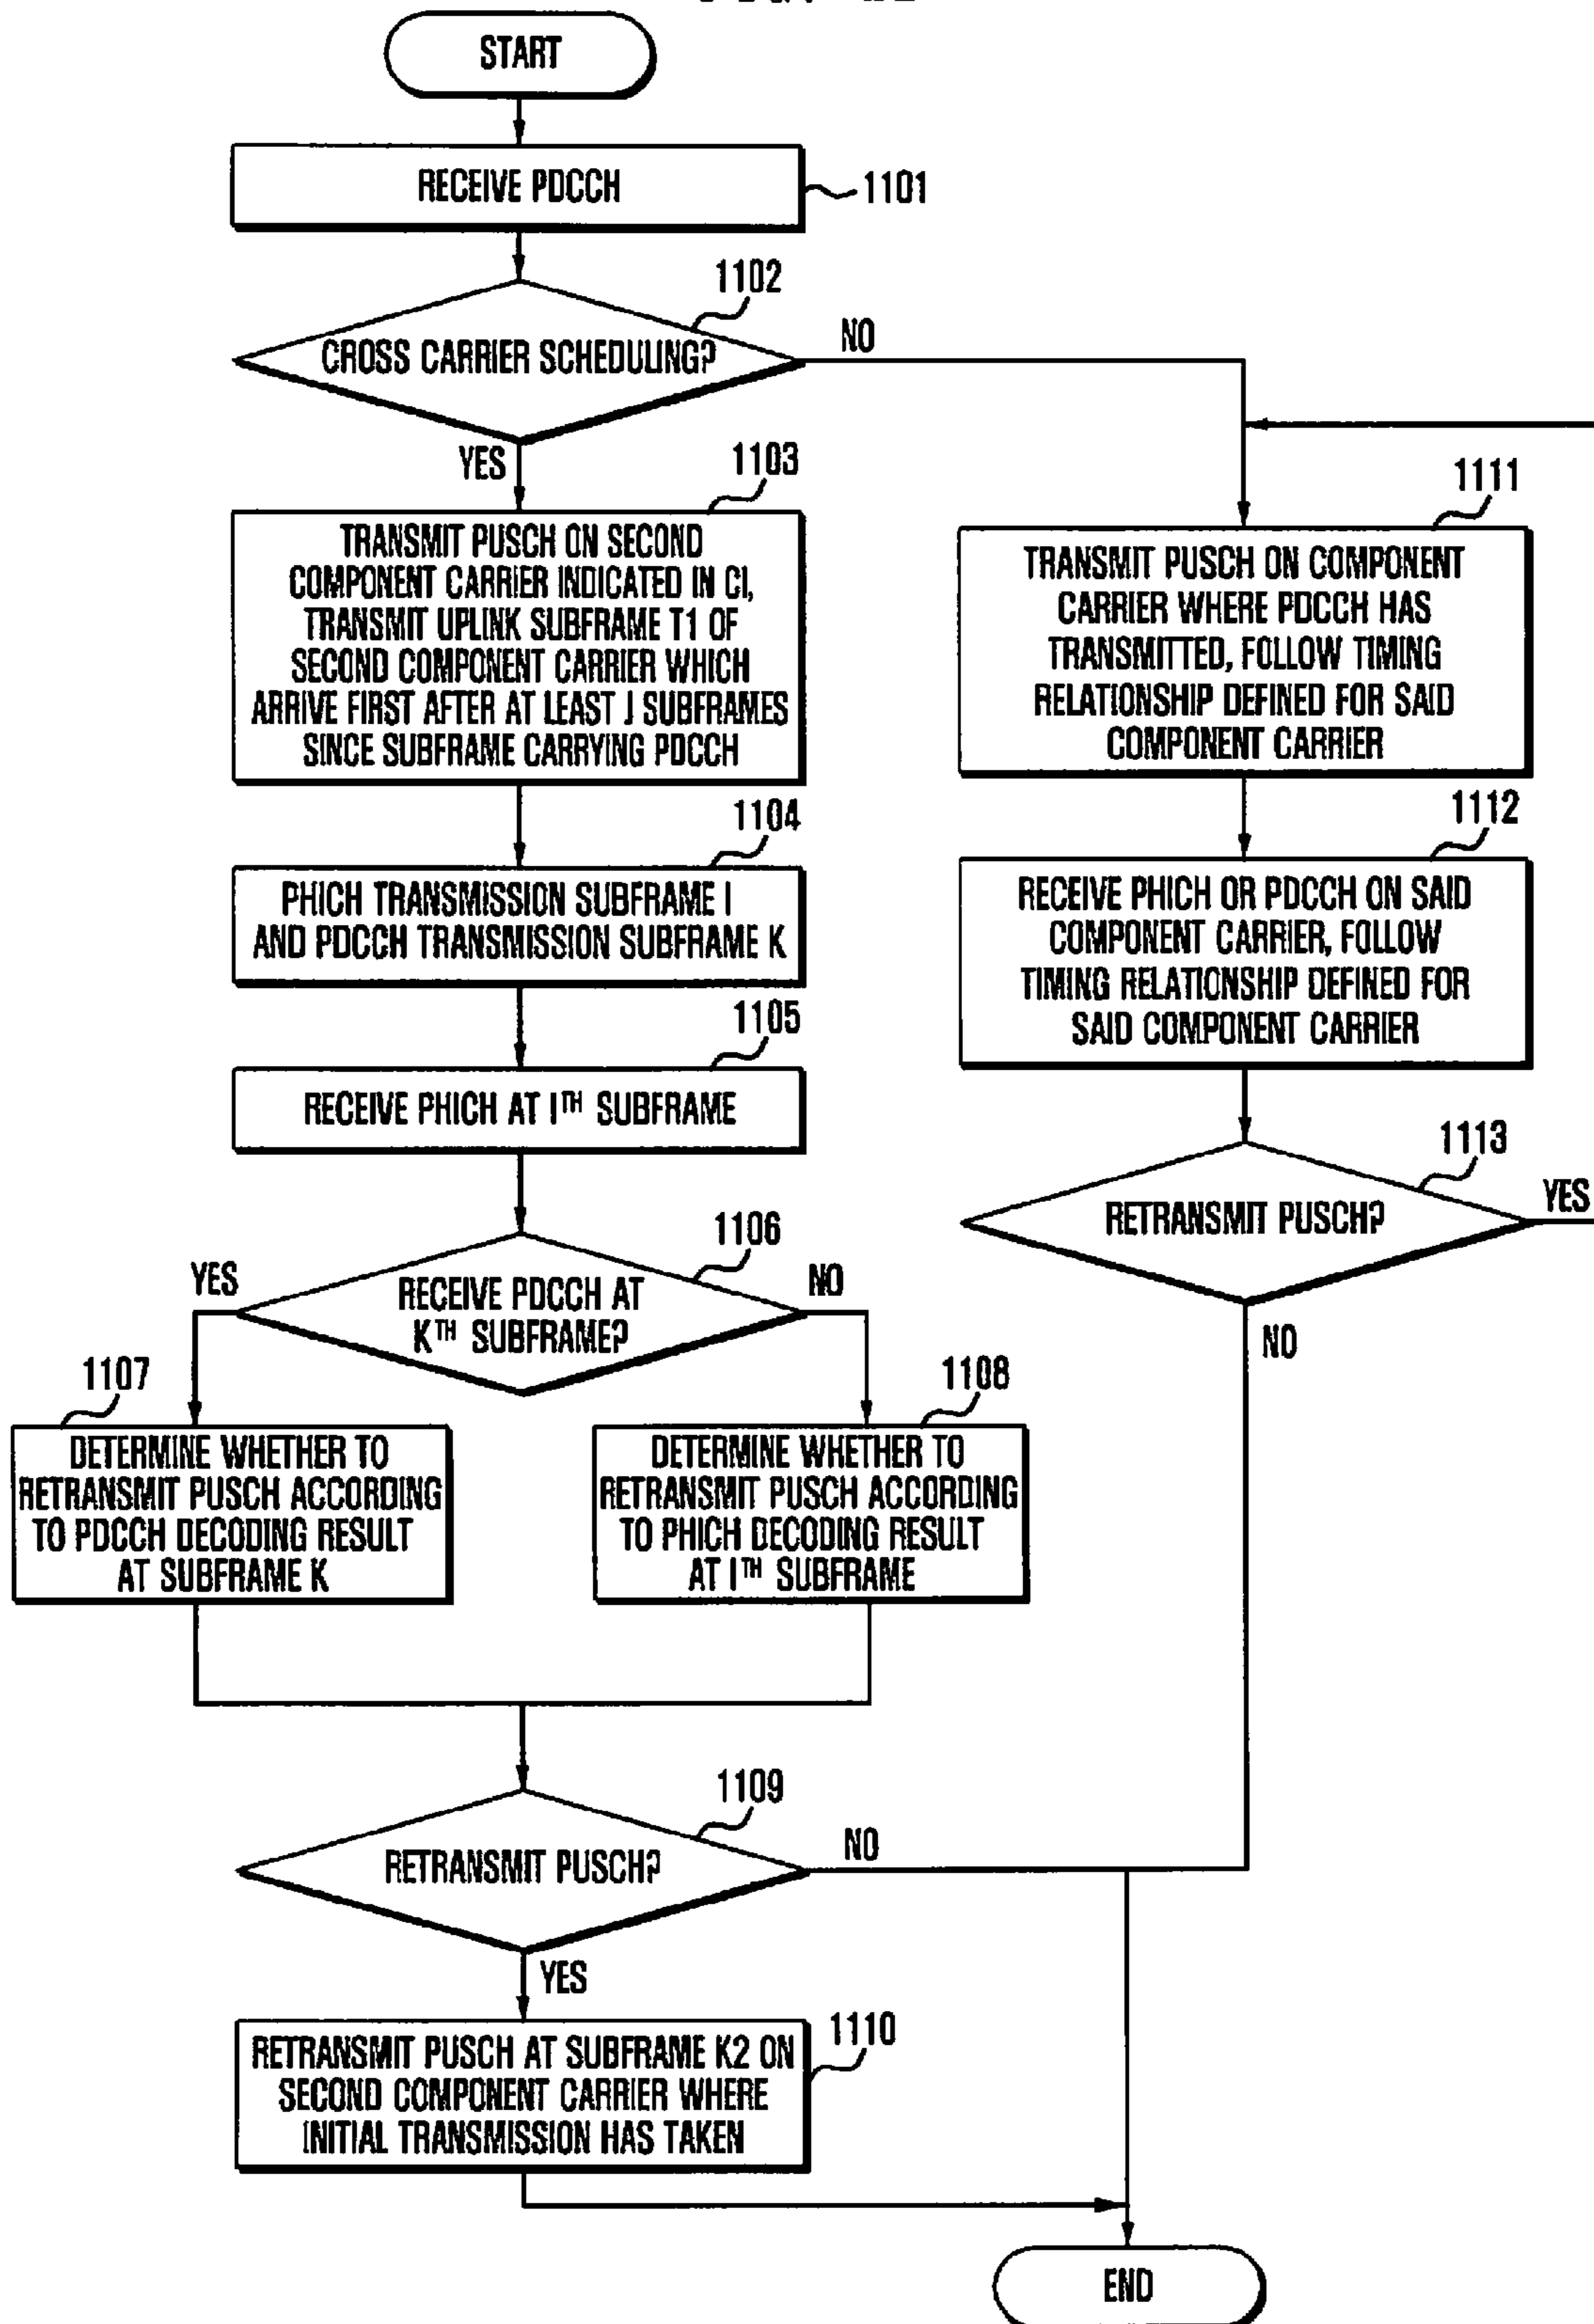 START
RECEIVE PDCCH
1101
1102
CROSS CARRIER SCHEDULING?
NO
YES
1103
TRANSMIT PUSCH ON SECOND
COMPONENT CARRIER INDICATED IN CI,
TRANSMIT UPLINK SUBFRAME T1 OF
SECOND COMPONENT CARRIER WHICH
ARRIVE FIRST AFTER AT LEAST J SUBFRAMES
SINCE SUBFRAME CARRYING PDCCH
1104
PHICH TRANSMISSION SUBFRAME I
AND PDCCH TRANSMISSION SUBFRAME K
1105
RECEIVE PHICH AT ITH SUBFRAME
1106
RECEIVE PDCCH AT
KTH SUBFRAME?
YES
NO
1107
DETERMINE WHETHER TO
RETRANSMIT PUSCH ACCORDING
TO PDCCH DECODING RESULT
AT SUBFRAME K
1108
DETERMINE WHETHER TO
RETRANSMIT PUSCH ACCORDING
TO PHICH DECODING RESULT
AT ITH SUBFRAME
1109
RETRANSMIT PUSCH?
NO
YES
1110
RETRANSMIT PUSCH AT SUBFRAME K2 ON
SECOND COMPONENT CARRIER WHERE
INITIAL TRANSMISSION HAS TAKEN
1111
TRANSMIT PUSCH ON COMPONENT
CARRIER WHERE PDCCH HAS
TRANSMITTED, FOLLOW TIMING
RELATIONSHIP DEFINED FOR SAID
COMPONENT CARRIER
1112
RECEIVE PHICH OR PDCCH ON SAID
COMPONENT CARRIER, FOLLOW
TIMING RELATIONSHIP DEFINED FOR
SAID COMPONENT CARRIER
1113
RETRANSMIT PUSCH?
YES
NO
END